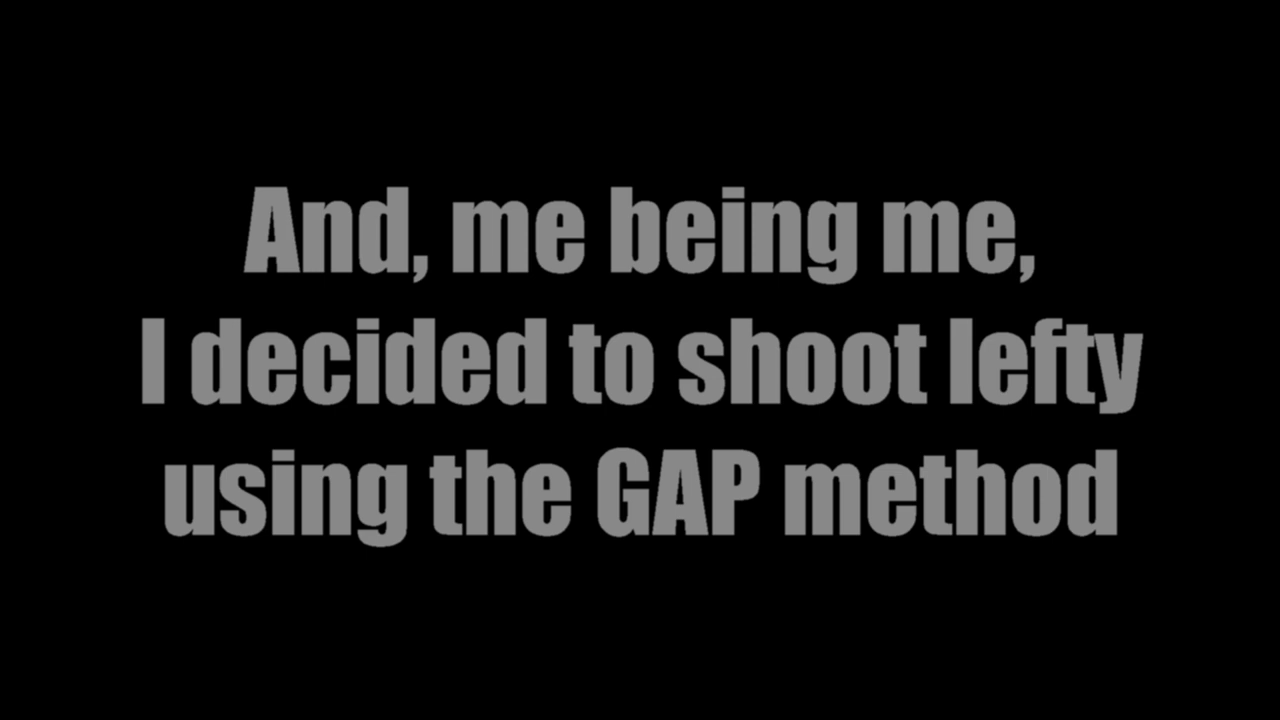 And, me being me,
I decided to shoot lefty
using the GAP method